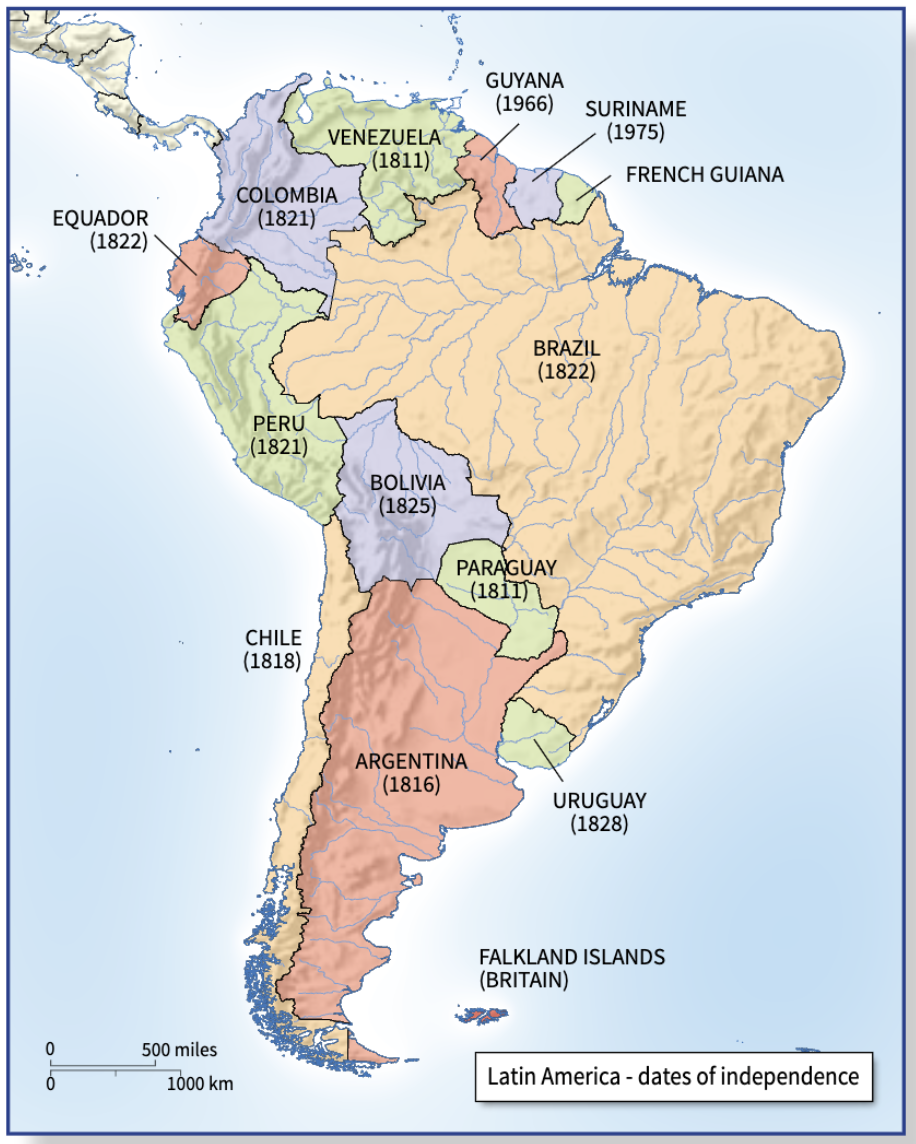 GUYANA
(1966)
SURINAME
(1975)
VENEZUELA
(1811)
FRENCH GUIANA
COLOMBIA
(1821)
EQUADOR
(1822)
BRAZIL
(1822)
PERU
(1821)
BOLIVIA
(1825)
PARAGUAY
(1811)
CHILE
(1818)
ARGENTINA
(1816)
URUGUAY
(1828)
FALKLAND ISLANDS
(BRITAIN)
0 500 miles
0 1000 km
Latin America - dates of independence